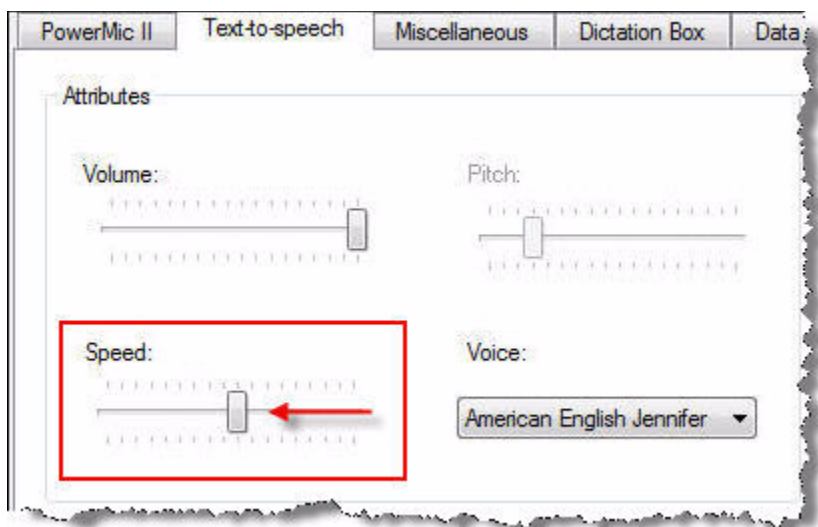 PowerMic II Text-to-speech Miscellaneous Dictation Box Data
Attributes
Volume: Pitch:
Speed: Voice:
American English Jennifer